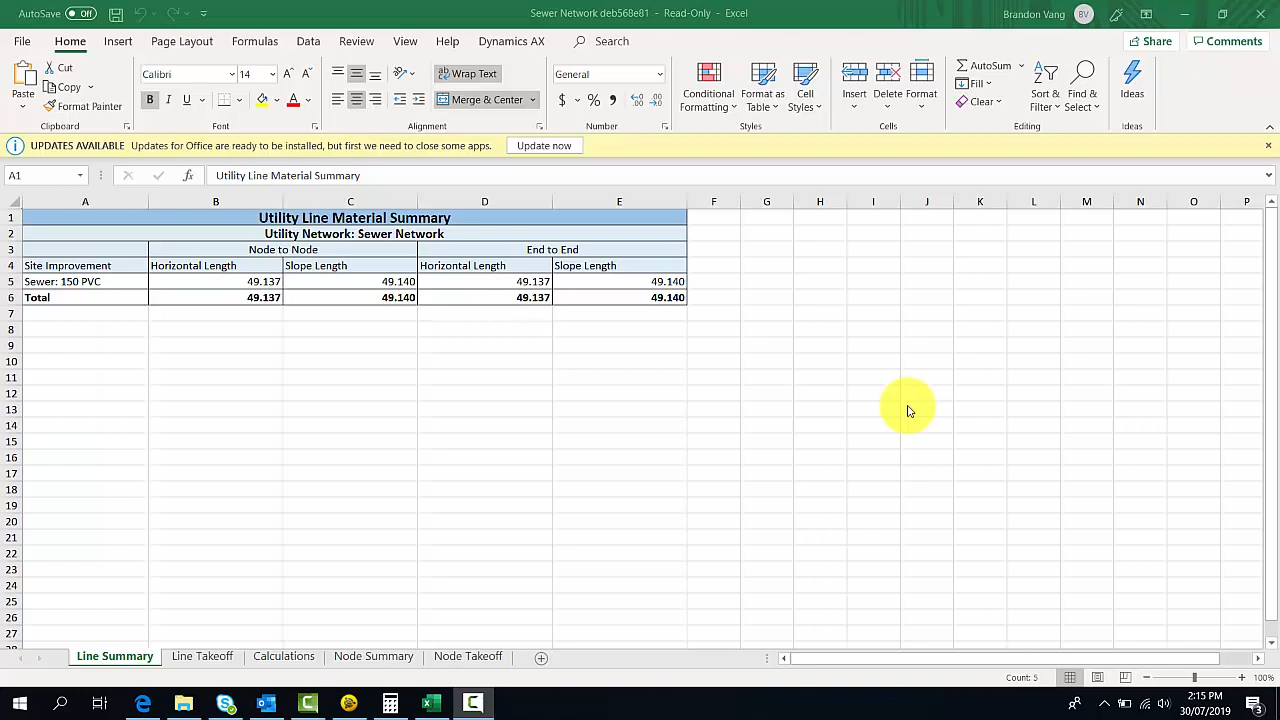 AutoSave Off
Sewer Network deb568e81 - Read-Only - Excel
Brandon Vang BV
File Home Insert Page Layout Formulas Data Review View Help Dynamics AX Search Share Comments
Paste
Cut
Copy
Format Painter
Clipboard
Calibri 14
B I U
Font
Wrap Text
Merge & Center
Alignment
General
$ % ,
Number
Conditional Formatting
Format as Table
Cell Styles
Styles
Insert
Delete
Format
Cells
AutoSum
Fill
Clear
Sort & Filter
Find & Select
Editing
Ideas
Ideas
UPDATES AVAILABLE Updates for Office are ready to be installed, but first we need to close some apps. Update now
A1 fx Utility Line Material Summary
A B C D E F G H I J K L M N O P
1 Utility Line Material Summary
2 Utility Network: Sewer Network
3 Node to Node End to End
4 Site Improvement Horizontal Length Slope Length Horizontal Length Slope Length
5 Sewer: 150 PVC 49.137 49.140 49.137 49.140
6 Total 49.137 49.140 49.137 49.140
7
8
9
10
11
12
13
14
15
16
17
18
19
20
21
22
23
24
25
26
27
28
Line Summary Line Takeoff Calculations Node Summary Node Takeoff
Count: 5 100%
2:15 PM
30/07/2019
3